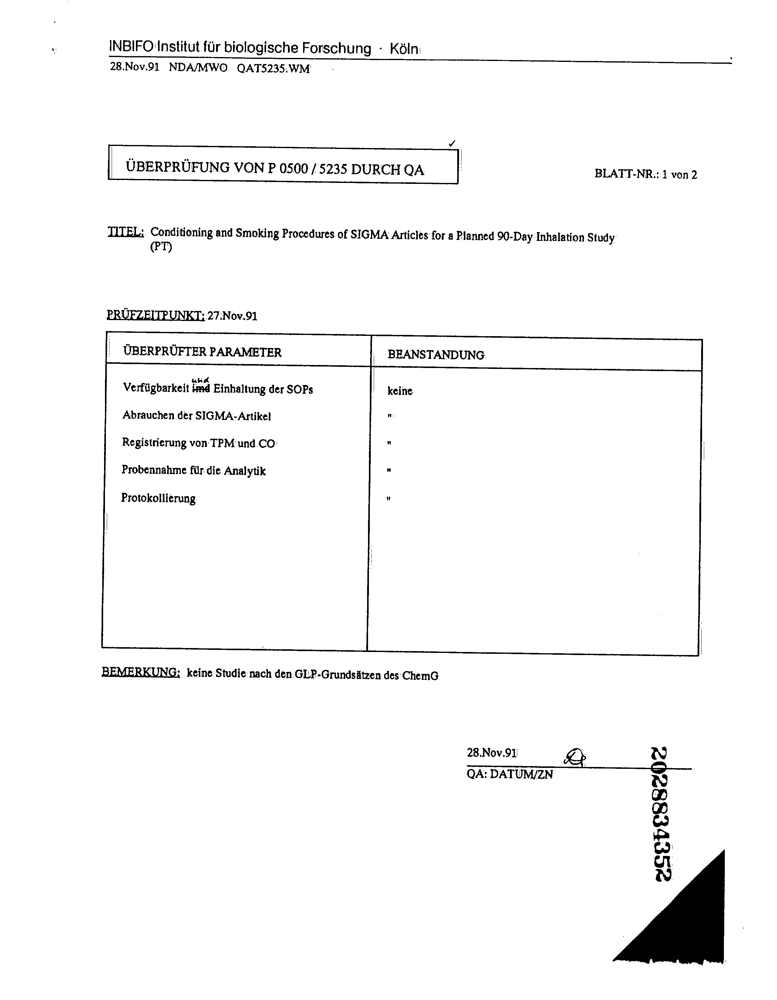 INBIFO Institut für biologische Forschung · Köln
28.Nov.91 NDA/MWO QAT5235.WM
ÜBERPRÜFUNG VON P 0500 / 5235 DURCH QA
BLATT-NR.: 1 von 2
TITEL: Conditioning and Smoking Procedures of SIGMA Articles for a Planned 90-Day Inhalation Study
(PT)
PRÜFZEITPUNKT: 27.Nov.91
ÜBERPRÜFTER PARAMETER BEANSTANDUNG
und
Verfügbarkeit imd Einhaltung der SOPs keine
Abrauchen der SIGMA-Artikel "
Registrierung von TPM und CO "
Probennahme für die Analytik "
Protokollierung "
BEMERKUNG: keine Studie nach den GLP-Grundsätzen des ChemG
28.Nov.91
QA: DATUM/ZN
2028834352